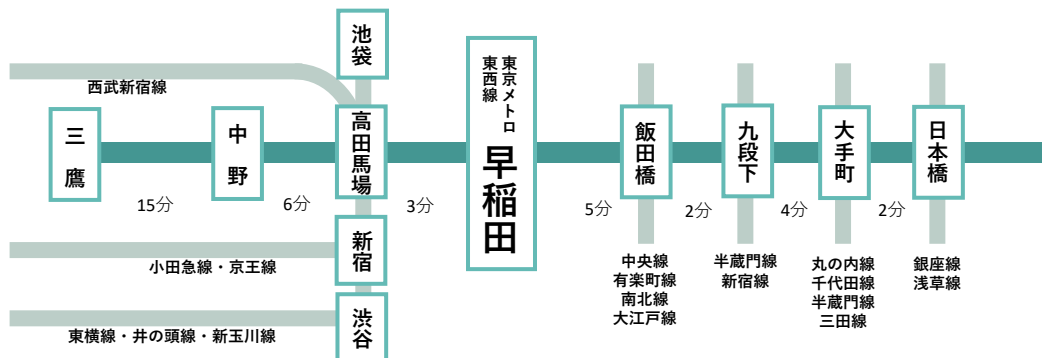 池袋
西武新宿線
三鷹
15分
中野
6分
高田馬場
3分
東京メトロ
東西線
早稲田
5分
飯田橋
2分
九段下
4分
大手町
2分
日本橋
新宿
小田急線・京王線
渋谷
東横線・井の頭線・新玉川線
中央線
有楽町線
南北線
大江戸線
半蔵門線
新宿線
丸の内線
千代田線
半蔵門線
三田線
銀座線
浅草線